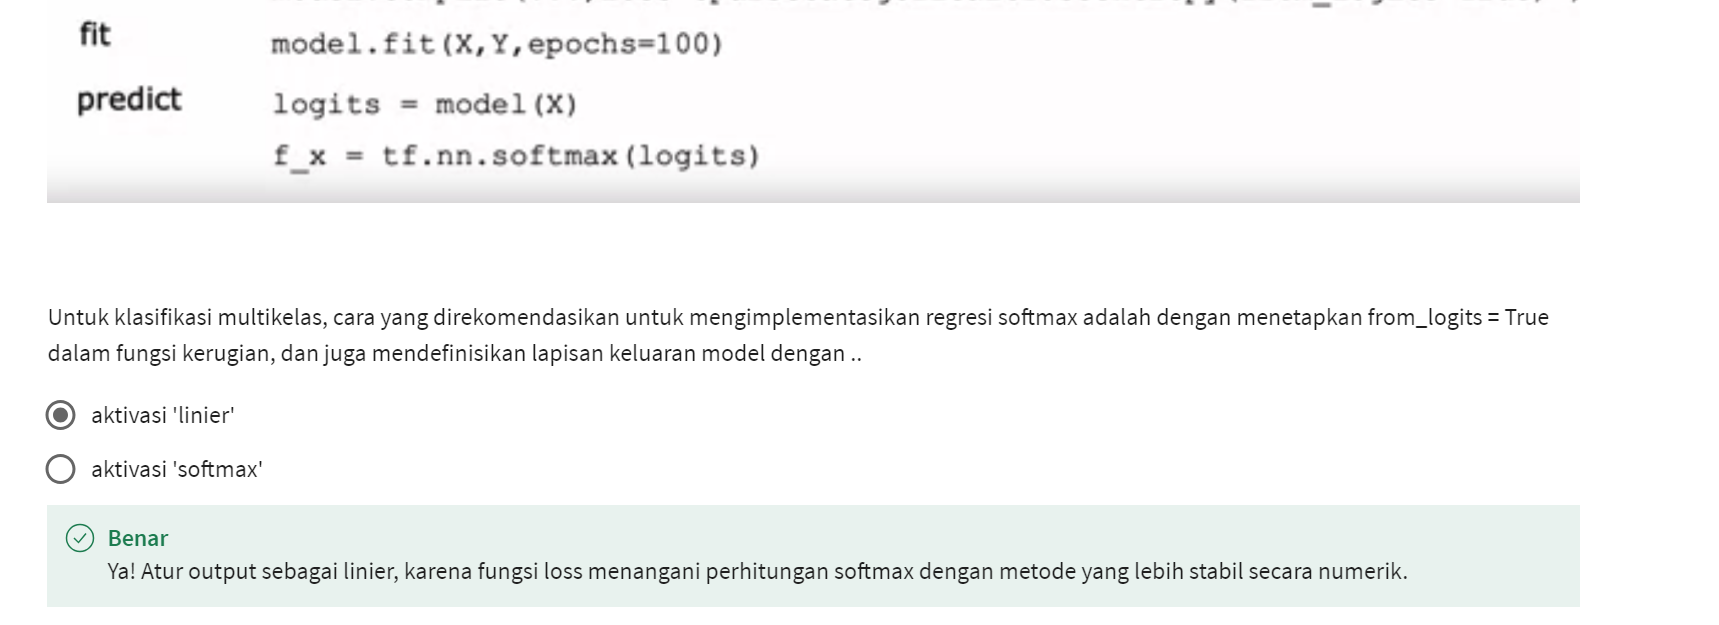 fit
model.fit(X,Y,epochs=100)
predict
logits = model(X)
f_x = tf.nn.softmax(logits)
Untuk klasifikasi multikelas, cara yang direkomendasikan untuk mengimplementasikan regresi softmax adalah dengan menetapkan from_logits = True
dalam fungsi kerugian, dan juga mendefinisikan lapisan keluaran model dengan ..
aktivasi 'linier'
aktivasi 'softmax'
Benar
Ya! Atur output sebagai linier, karena fungsi loss menangani perhitungan softmax dengan metode yang lebih stabil secara numerik.